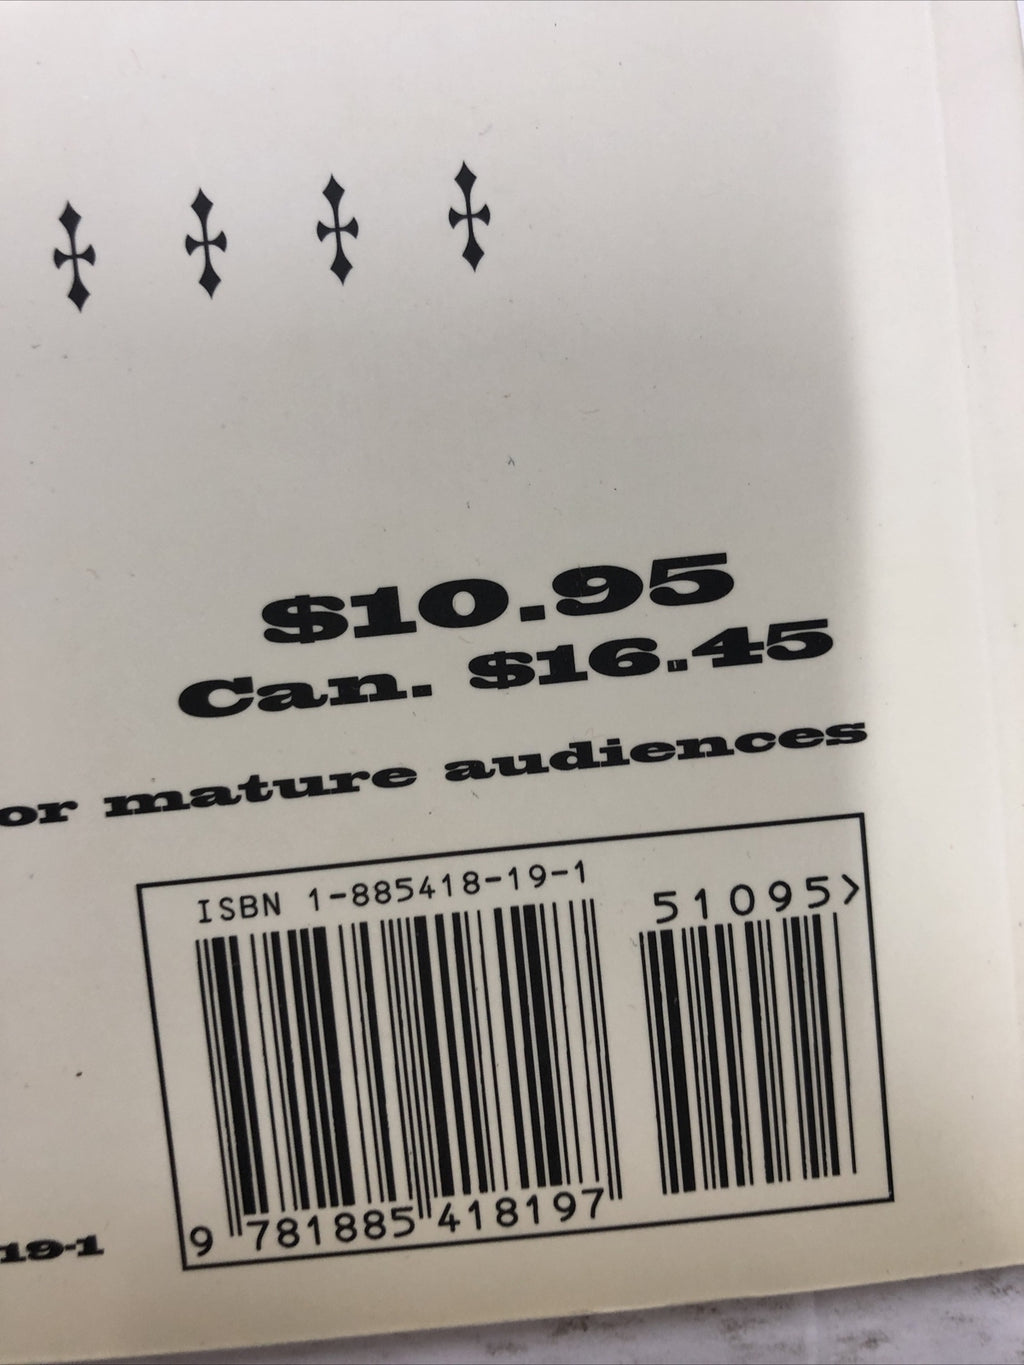 $10.95
Can. $16.45
or mature audiences
ISBN 1-885418-19-1
51095>
9 781885 418197
19-1